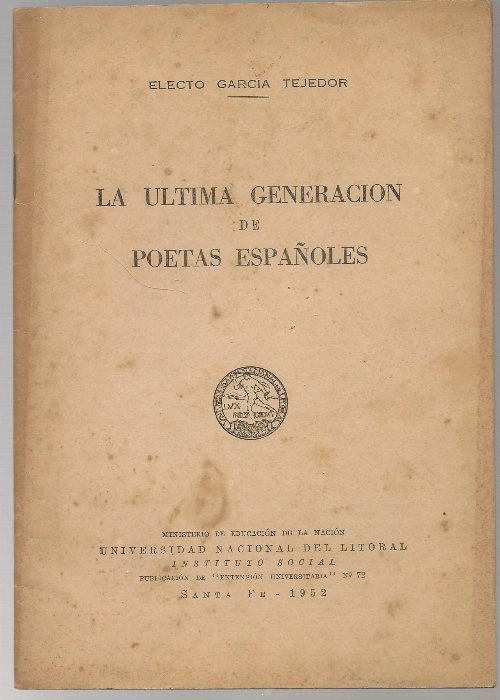 ELECTO GARCIA TEJEDOR
LA ULTIMA GENERACION
DE
POETAS ESPAÑOLES
MINISTERIO DE EDUCACIÓN DE LA NACIÓN
UNIVERSIDAD NACIONAL DEL LITORAL
INSTITUTO SOCIAL
PUBLICACIÓN DE "EXTENSIÓN UNIVERSITARIA" Nº 72
SANTA FE - 1952